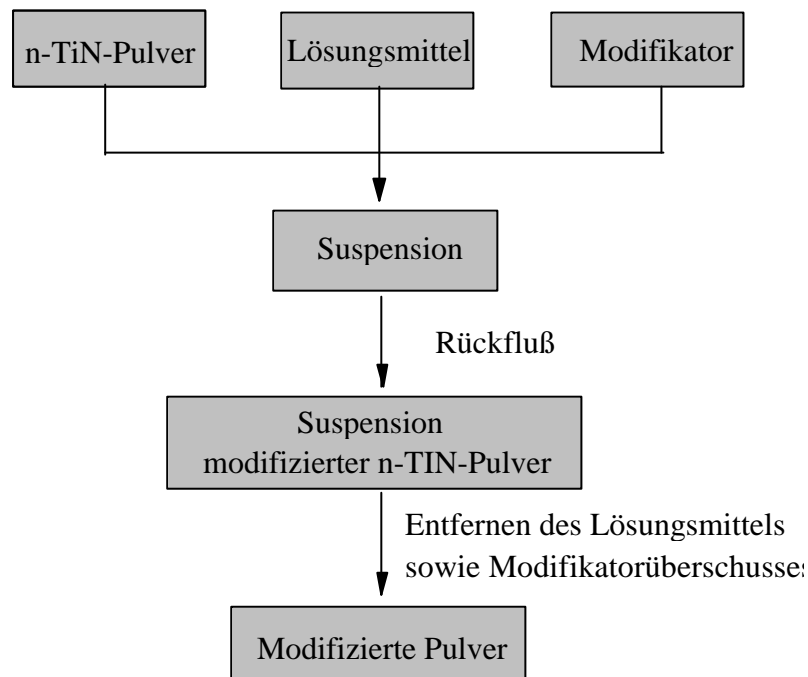 n-TiN-Pulver
Lösungsmittel
Modifikator
Suspension
Rückfluß
Suspension
modifizierter n-TIN-Pulver
Entfernen des Lösungsmittels
sowie Modifikatorüberschusses
Modifizierte Pulver